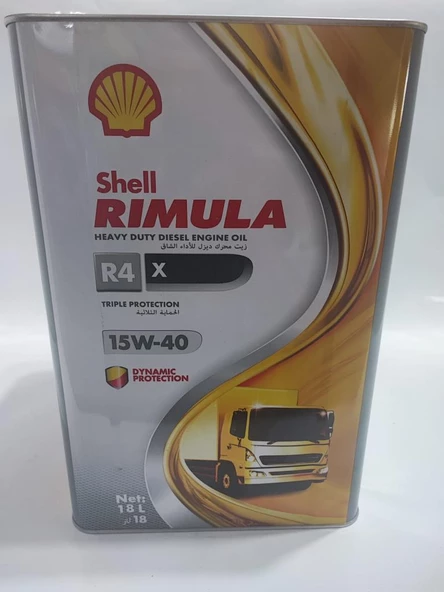 Shell
RIMULA
HEAVY DUTY DIESEL ENGINE OIL
زيت محرك ديزل للأداء الشاق
R4 X
TRIPLE PROTECTION
الحماية الثلاثية
15W-40
DYNAMIC
PROTECTION
Net:
18 L
18 لتر